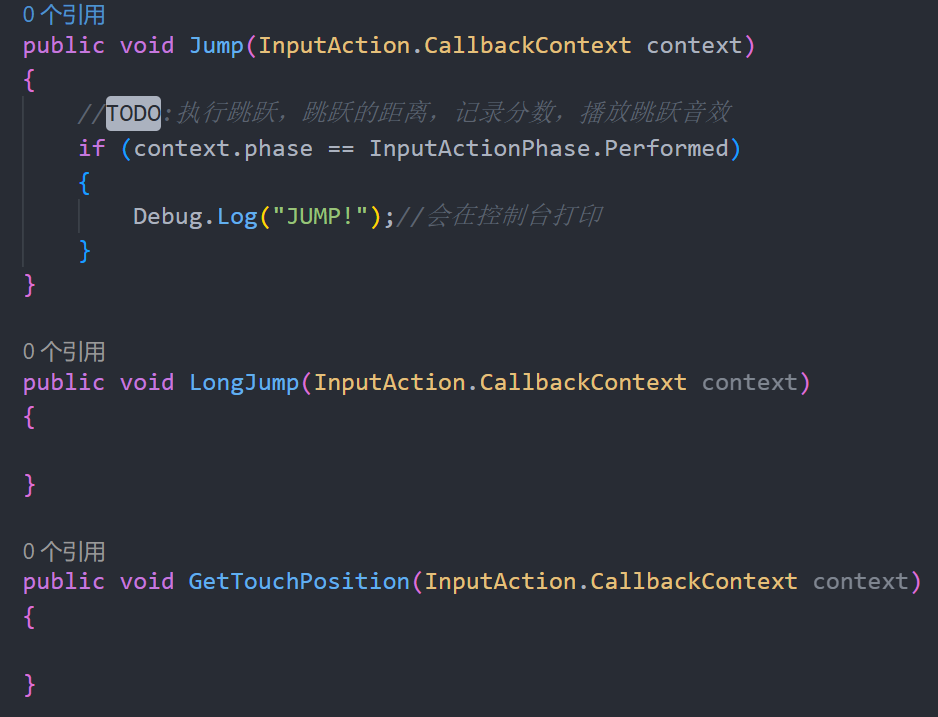 0 个引用
public void Jump(InputAction.CallbackContext context)
{
//TODO:执行跳跃，跳跃的距离，记录分数，播放跳跃音效
if (context.phase == InputActionPhase.Performed)
{
Debug.Log("JUMP!");//会在控制台打印
}
}
0 个引用
public void LongJump(InputAction.CallbackContext context)
{
}
0 个引用
public void GetTouchPosition(InputAction.CallbackContext context)
{
}